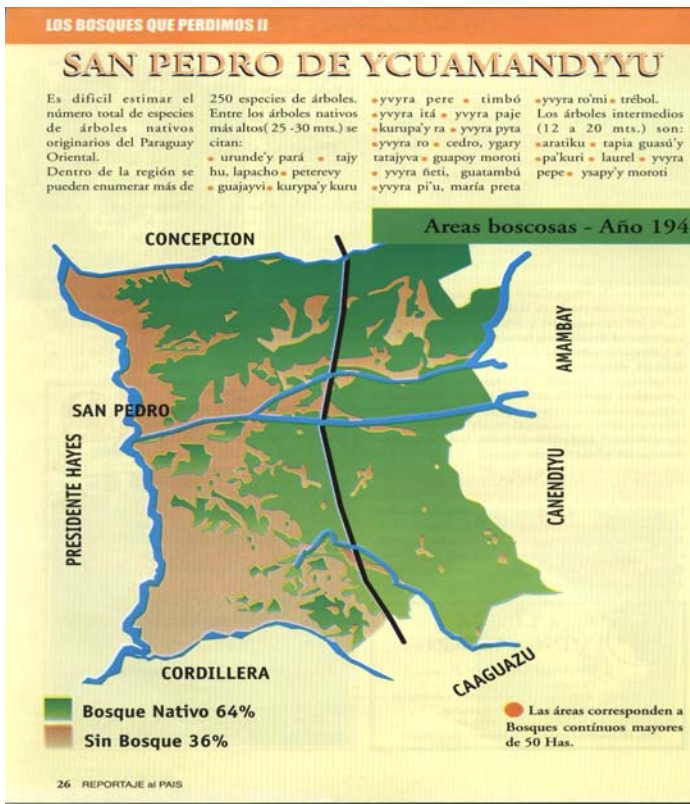 LOS BOSQUES QUE PERDIMOS II
SAN PEDRO DE YCUAMANDYYU
Es dificil estimar el
número total de especies
de árboles nativos
originarios del Paraguay
Oriental.
Dentro de la región se
pueden enumerar más de
250 especies de árboles.
Entre los árboles nativos
más altos( 25 -30 mts.) se
citan:
• urunde'y pará • tajy
hu, lapacho • peterevy
• guajayvi • kurypa'y kuru
• yvyra pere • timbó
• yvyra itá • yvyra paje
• kurupa'y ra • yvyra pyta
• yvyra ro • cedro, ygary
tatajyva • guapoy moroti
• yvyra ñeti, guatambú
• yvyra pi'u, maría preta
• yvyra ro'mi • trébol.
Los árboles intermedios
(12 a 20 mts.) son:
• aratiku • tapia guasú'y
• pa'kuri • laurel • yvyra
pepe • ysapy'y moroti
Areas boscosas - Año 194
CONCEPCION
AMAMBAY
SAN PEDRO
PRESIDENTE HAYES
CANENDIYU
CORDILLERA
CAAGUAZU
Bosque Nativo 64%
Sin Bosque 36%
Las áreas corresponden a
Bosques contínuos mayores
de 50 Has.
26 REPORTAJE al PAIS